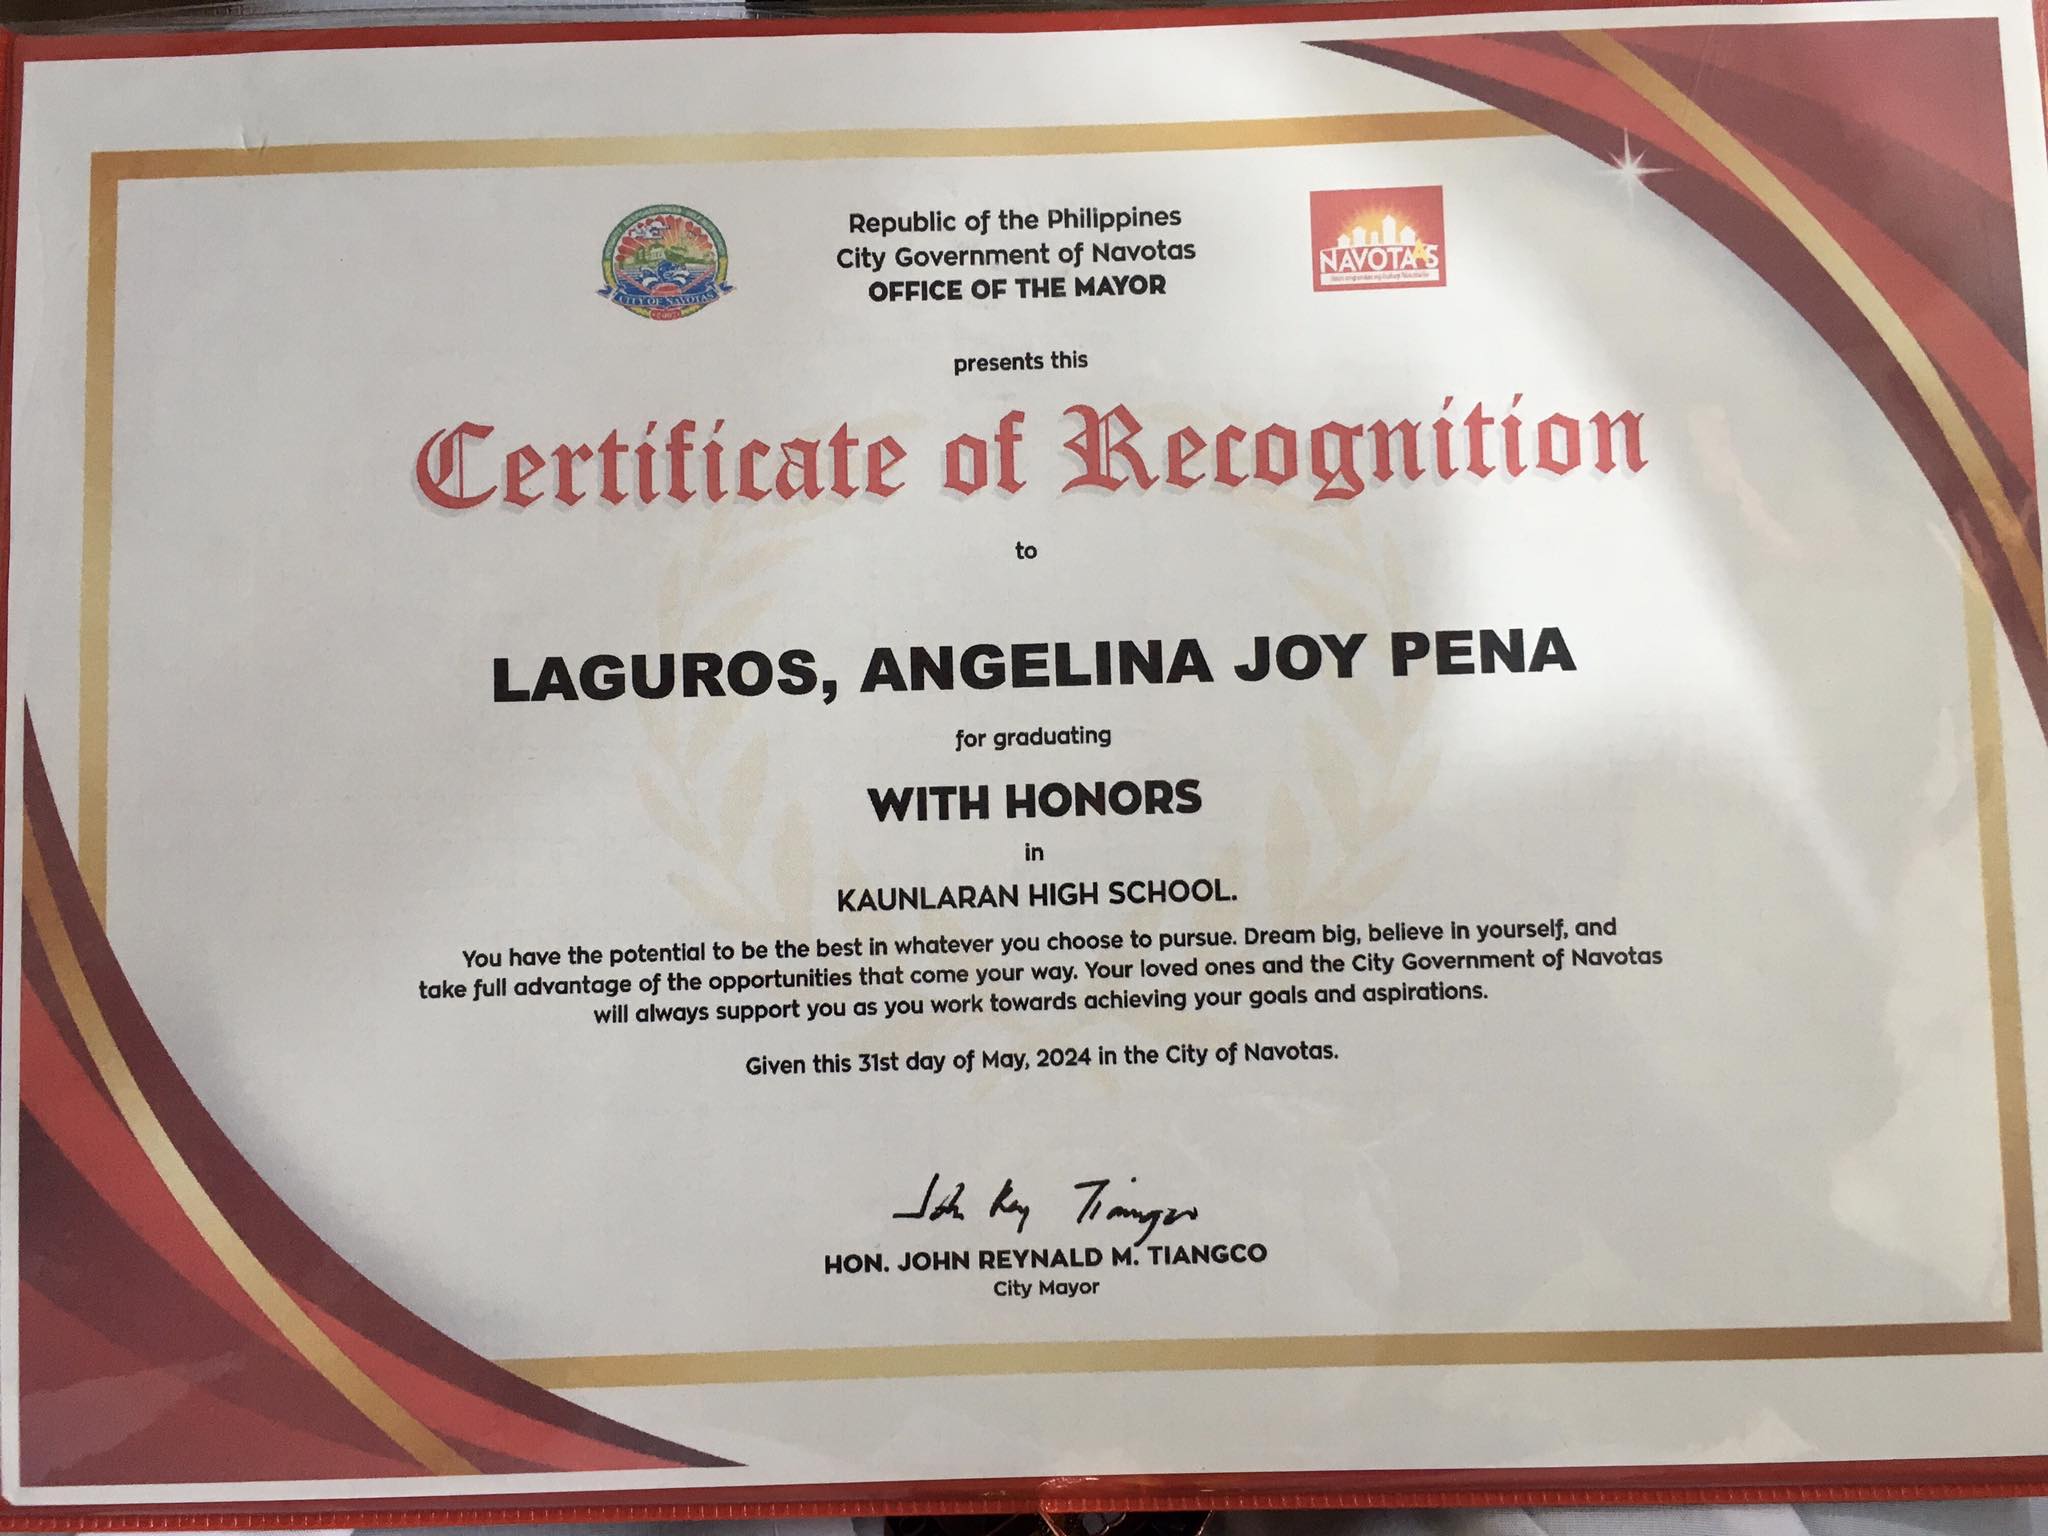 Republic of the Philippines
City Government of Navotas
OFFICE OF THE MAYOR
CITY OF NAVOTAS
2007
NAVOTAAS
presents this
Certificate of Recognition
to
LAGUROS, ANGELINA JOY PENA
for graduating
WITH HONORS
in
KAUNLARAN HIGH SCHOOL.
You have the potential to be the best in whatever you choose to pursue. Dream big, believe in yourself, and
take full advantage of the opportunities that come your way. Your loved ones and the City Government of Navotas
will always support you as you work towards achieving your goals and aspirations.
Given this 31st day of May, 2024 in the City of Navotas.
John Rey Tiangco
HON. JOHN REYNALD M. TIANGCO
City Mayor